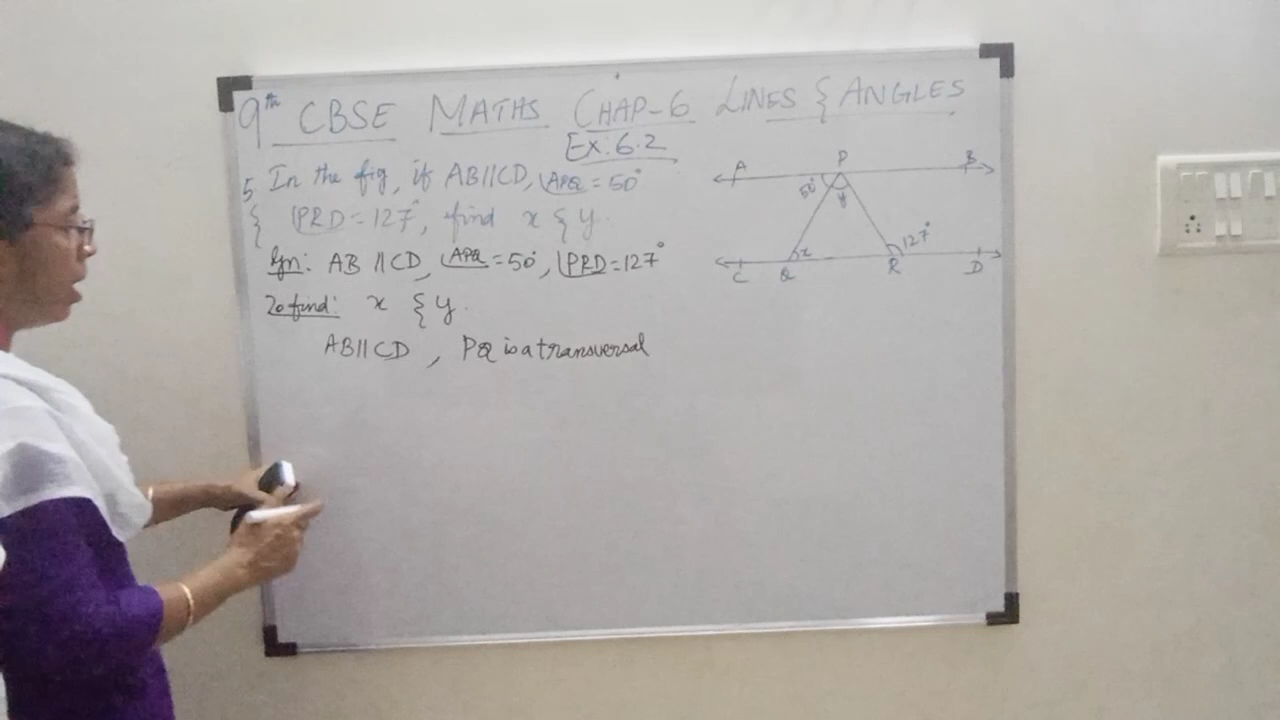 9th CBSE MATHS CHAP-6 LINES & ANGLES
EX: 6.2
5 In the fig, if AB||CD, ∠APQ = 50°
& ∠PRD = 127°, find x & y.
Gn: AB || CD, ∠APQ = 50°, ∠PRD = 127°
To find: x & y.
AB || CD, PQ is a transversal
A P B
50° y
x 127°
C Q R D